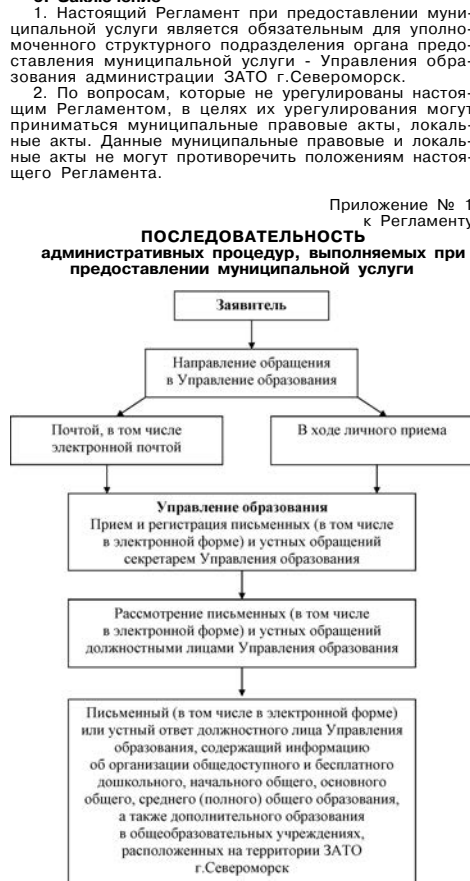 1. Настоящий Регламент при предоставлении муни-
ципальной услуги является обязательным для уполно-
моченного структурного подразделения органа предо-
ставления муниципальной услуги - Управления обра-
зования администрации ЗАТО г.Североморск.
2. По вопросам, которые не урегулированы настоя-
щим Регламентом, в целях их урегулирования могут
приниматься муниципальные правовые акты, локаль-
ные акты. Данные муниципальные правовые и локаль-
ные акты не могут противоречить положениям настоя-
щего Регламента.
Приложение № 1
к Регламенту
ПОСЛЕДОВАТЕЛЬНОСТЬ
административных процедур, выполняемых при
предоставлении муниципальной услуги
Заявитель
Направление обращения
в Управление образования
Почтой, в том числе
электронной почтой
В ходе личного приема
Управление образования
Прием и регистрация письменных (в том числе
в электронной форме) и устных обращений
секретарем Управления образования
Рассмотрение письменных (в том числе
в электронной форме) и устных обращений
должностными лицами Управления образования
Письменный (в том числе в электронной форме)
или устный ответ должностного лица Управления
образования, содержащий информацию
об организации общедоступного и бесплатного
дошкольного, начального общего, основного
общего, среднего (полного) общего образования,
а также дополнительного образования
в общеобразовательных учреждениях,
расположенных на территории ЗАТО
г.Североморск